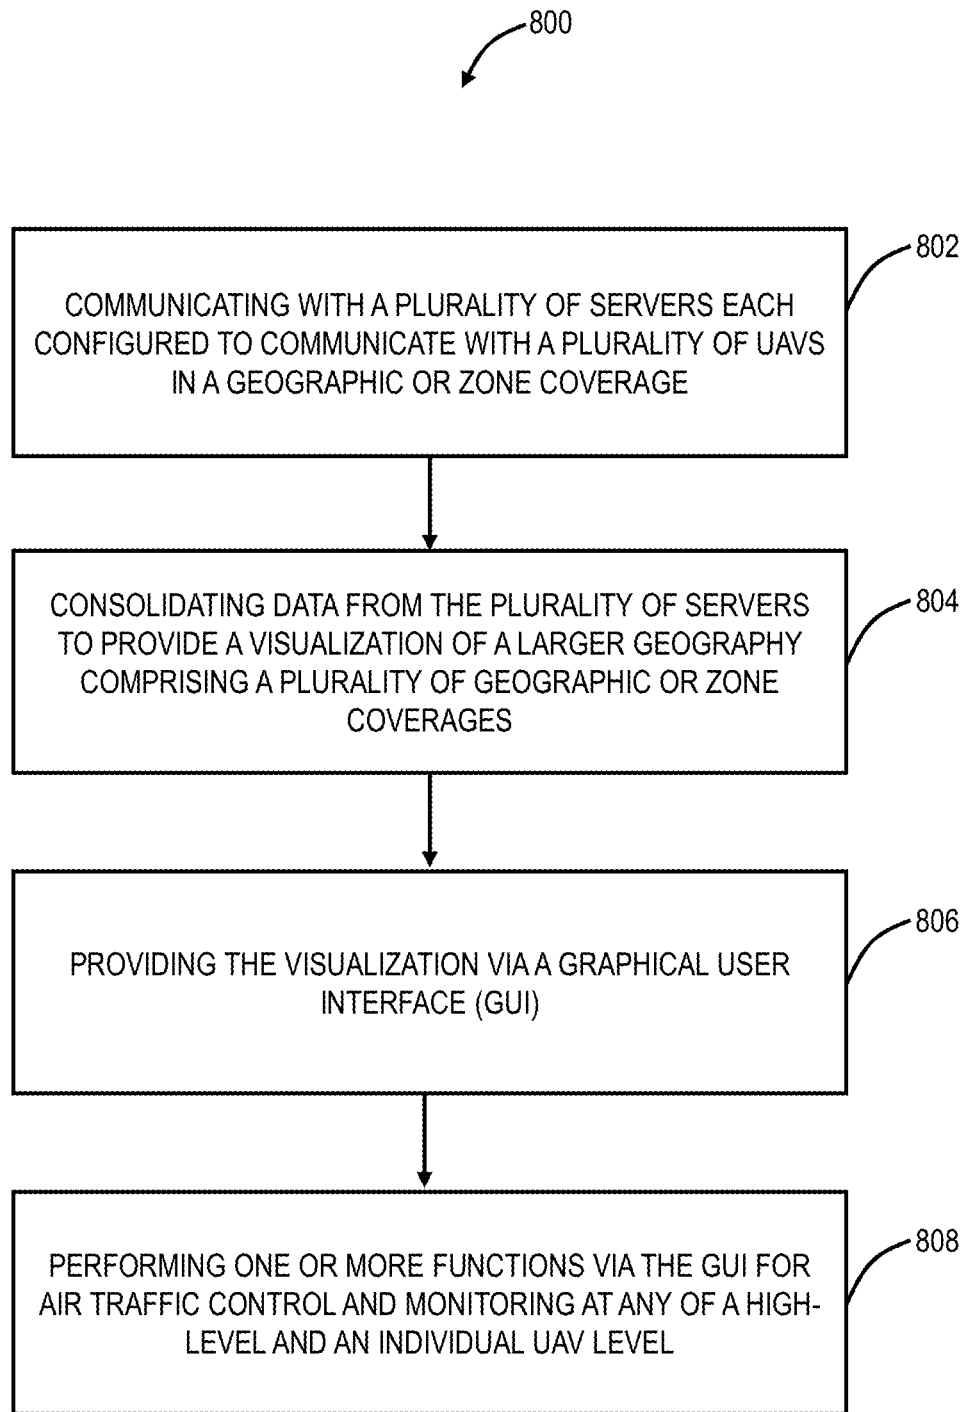 800
802
COMMUNICATING WITH A PLURALITY OF SERVERS EACH
CONFIGURED TO COMMUNICATE WITH A PLURALITY OF UAVS
IN A GEOGRAPHIC OR ZONE COVERAGE
804
CONSOLIDATING DATA FROM THE PLURALITY OF SERVERS
TO PROVIDE A VISUALIZATION OF A LARGER GEOGRAPHY
COMPRISING A PLURALITY OF GEOGRAPHIC OR ZONE
COVERAGES
806
PROVIDING THE VISUALIZATION VIA A GRAPHICAL USER
INTERFACE (GUI)
808
PERFORMING ONE OR MORE FUNCTIONS VIA THE GUI FOR
AIR TRAFFIC CONTROL AND MONITORING AT ANY OF A HIGH-
LEVEL AND AN INDIVIDUAL UAV LEVEL